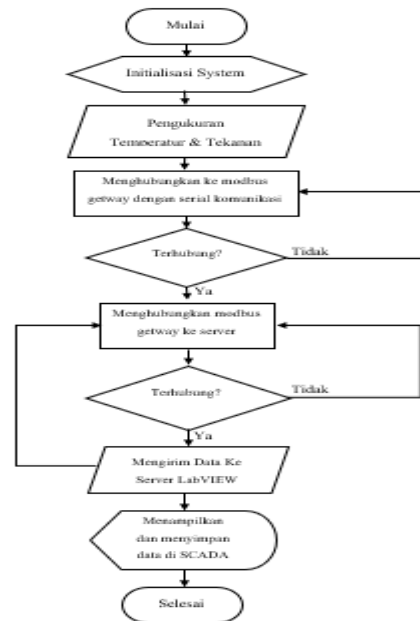 Mulai
Initialisasi System
Pengukuran
Temperatur & Tekanan
Menghubungkan ke modbus
getway dengan serial komunikasi
Terhubung?
Tidak
Ya
Menghubungkan modbus
getway ke server
Terhubung?
Tidak
Ya
Mengirim Data Ke
Server LabVIEW
Menampilkan
dan menyimpan
data di SCADA
Selesai